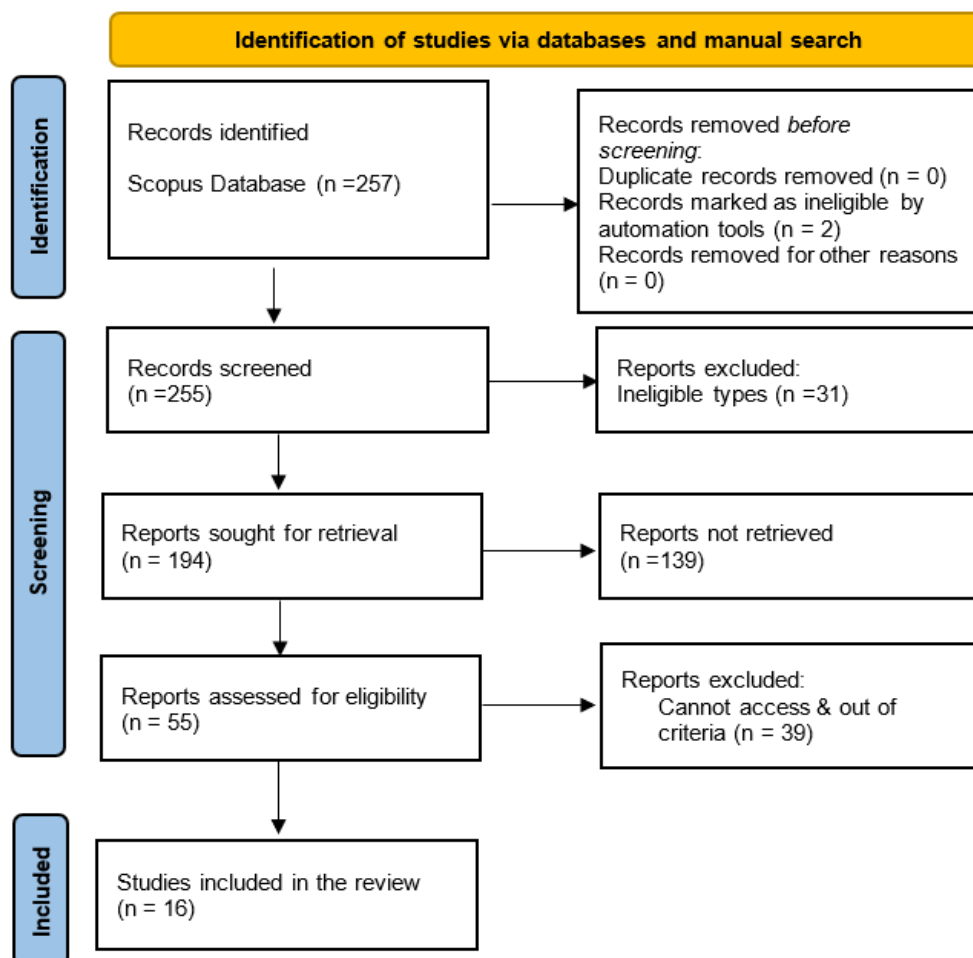 Identification of studies via databases and manual search
Identification
Records identified
Scopus Database (n =257)
Records removed before
screening:
Duplicate records removed (n = 0)
Records marked as ineligible by
automation tools (n = 2)
Records removed for other reasons
(n = 0)
Screening
Records screened
(n =255)
Reports excluded:
Ineligible types (n =31)
Reports sought for retrieval
(n = 194)
Reports not retrieved
(n =139)
Reports assessed for eligibility
(n = 55)
Reports excluded:
Cannot access & out of
criteria (n = 39)
Included
Studies included in the review
(n = 16)